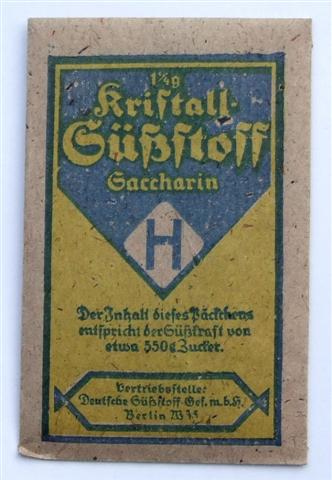 1¼g
Kristall-
Süßstoff
Saccharin
H
Der Inhalt dieses Päckchens
entspricht der Süßkraft von
etwa 550g Zucker.
Vertriebsstelle:
Deutsche Süßstoff-Ges. m. b. H.
Berlin W 35